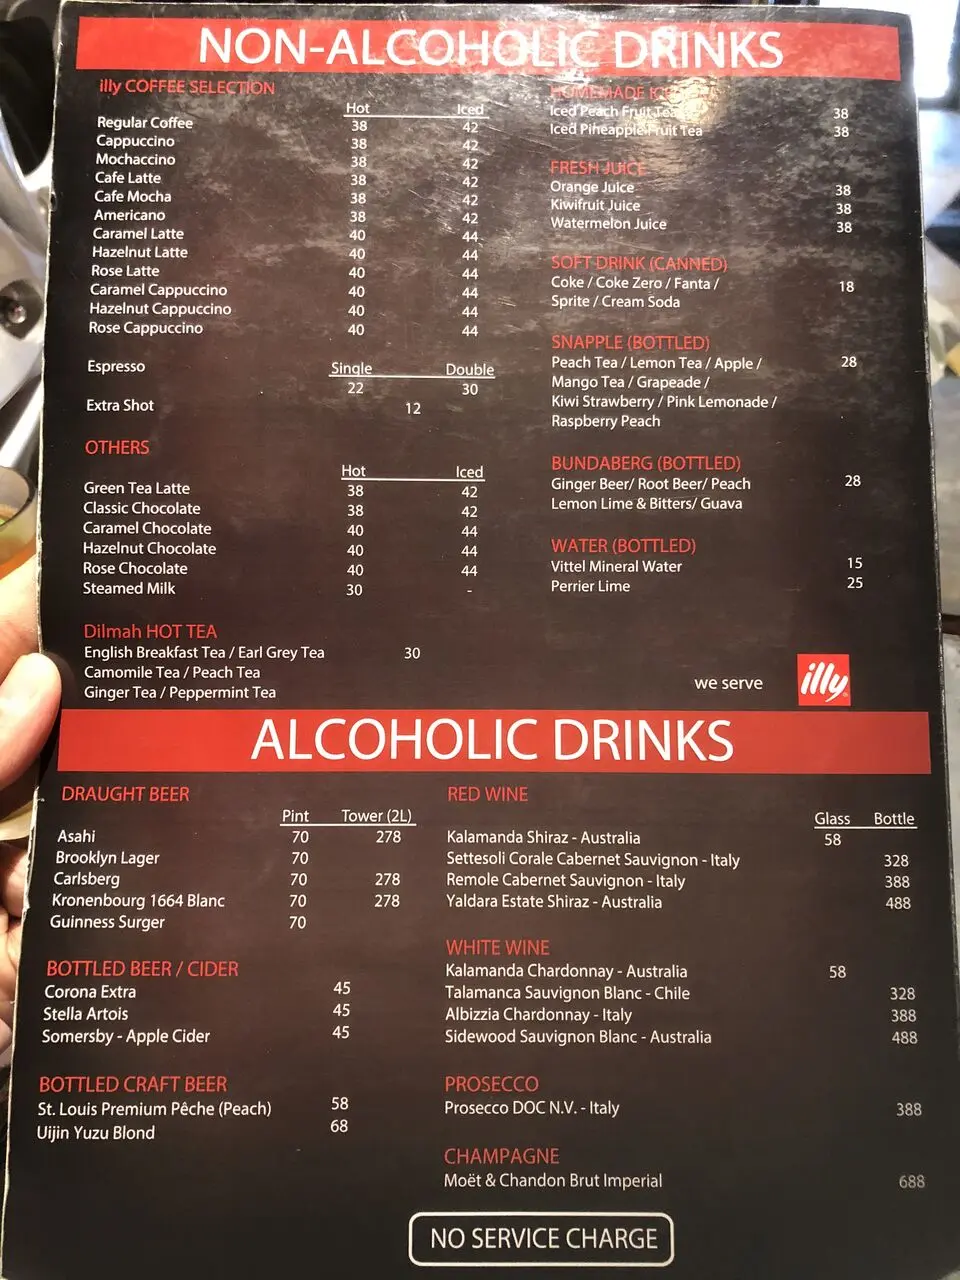 NON-ALCOHOLIC DRINKS
illy COFFEE SELECTION
Hot Iced
Regular Coffee 38 42
Cappuccino 38 42
Mochaccino 38 42
Cafe Latte 38 42
Cafe Mocha 38 42
Americano 38 42
Caramel Latte 40 44
Hazelnut Latte 40 44
Rose Latte 40 44
Caramel Cappuccino 40 44
Hazelnut Cappuccino 40 44
Rose Cappuccino 40 44
Single Double
Espresso 22 30
Extra Shot 12
OTHERS
Hot Iced
Green Tea Latte 38 42
Classic Chocolate 38 42
Caramel Chocolate 40 44
Hazelnut Chocolate 40 44
Rose Chocolate 40 44
Steamed Milk 30 -
Dilmah HOT TEA
English Breakfast Tea / Earl Grey Tea 30
Camomile Tea / Peach Tea
Ginger Tea / Peppermint Tea
HOMEMADE
Iced Peach Fruit Tea 38
Iced Pineapple Fruit Tea 38
FRESH JUICE
Orange Juice 38
Kiwifruit Juice 38
Watermelon Juice 38
SOFT DRINK (CANNED)
Coke / Coke Zero / Fanta / 18
Sprite / Cream Soda
SNAPPLE (BOTTLED)
Peach Tea / Lemon Tea / Apple / 28
Mango Tea / Grapeade /
Kiwi Strawberry / Pink Lemonade /
Raspberry Peach
BUNDABERG (BOTTLED)
Ginger Beer/ Root Beer/ Peach 28
Lemon Lime & Bitters/ Guava
WATER (BOTTLED)
Vittel Mineral Water 15
Perrier Lime 25
we serve illy
ALCOHOLIC DRINKS
DRAUGHT BEER
Pint Tower (2L)
Asahi 70 278
Brooklyn Lager 70
Carlsberg 70 278
Kronenbourg 1664 Blanc 70 278
Guinness Surger 70
BOTTLED BEER / CIDER
Corona Extra 45
Stella Artois 45
Somersby - Apple Cider 45
BOTTLED CRAFT BEER
St. Louis Premium Pêche (Peach) 58
Uijin Yuzu Blond 68
RED WINE
Glass Bottle
Kalamanda Shiraz - Australia 58
Settesoli Corale Cabernet Sauvignon - Italy 328
Remole Cabernet Sauvignon - Italy 388
Yaldara Estate Shiraz - Australia 488
WHITE WINE
Kalamanda Chardonnay - Australia 58
Talamanca Sauvignon Blanc - Chile 328
Albizzia Chardonnay - Italy 388
Sidewood Sauvignon Blanc - Australia 488
PROSECCO
Prosecco DOC N.V. - Italy 388
CHAMPAGNE
Moët & Chandon Brut Imperial 688
NO SERVICE CHARGE